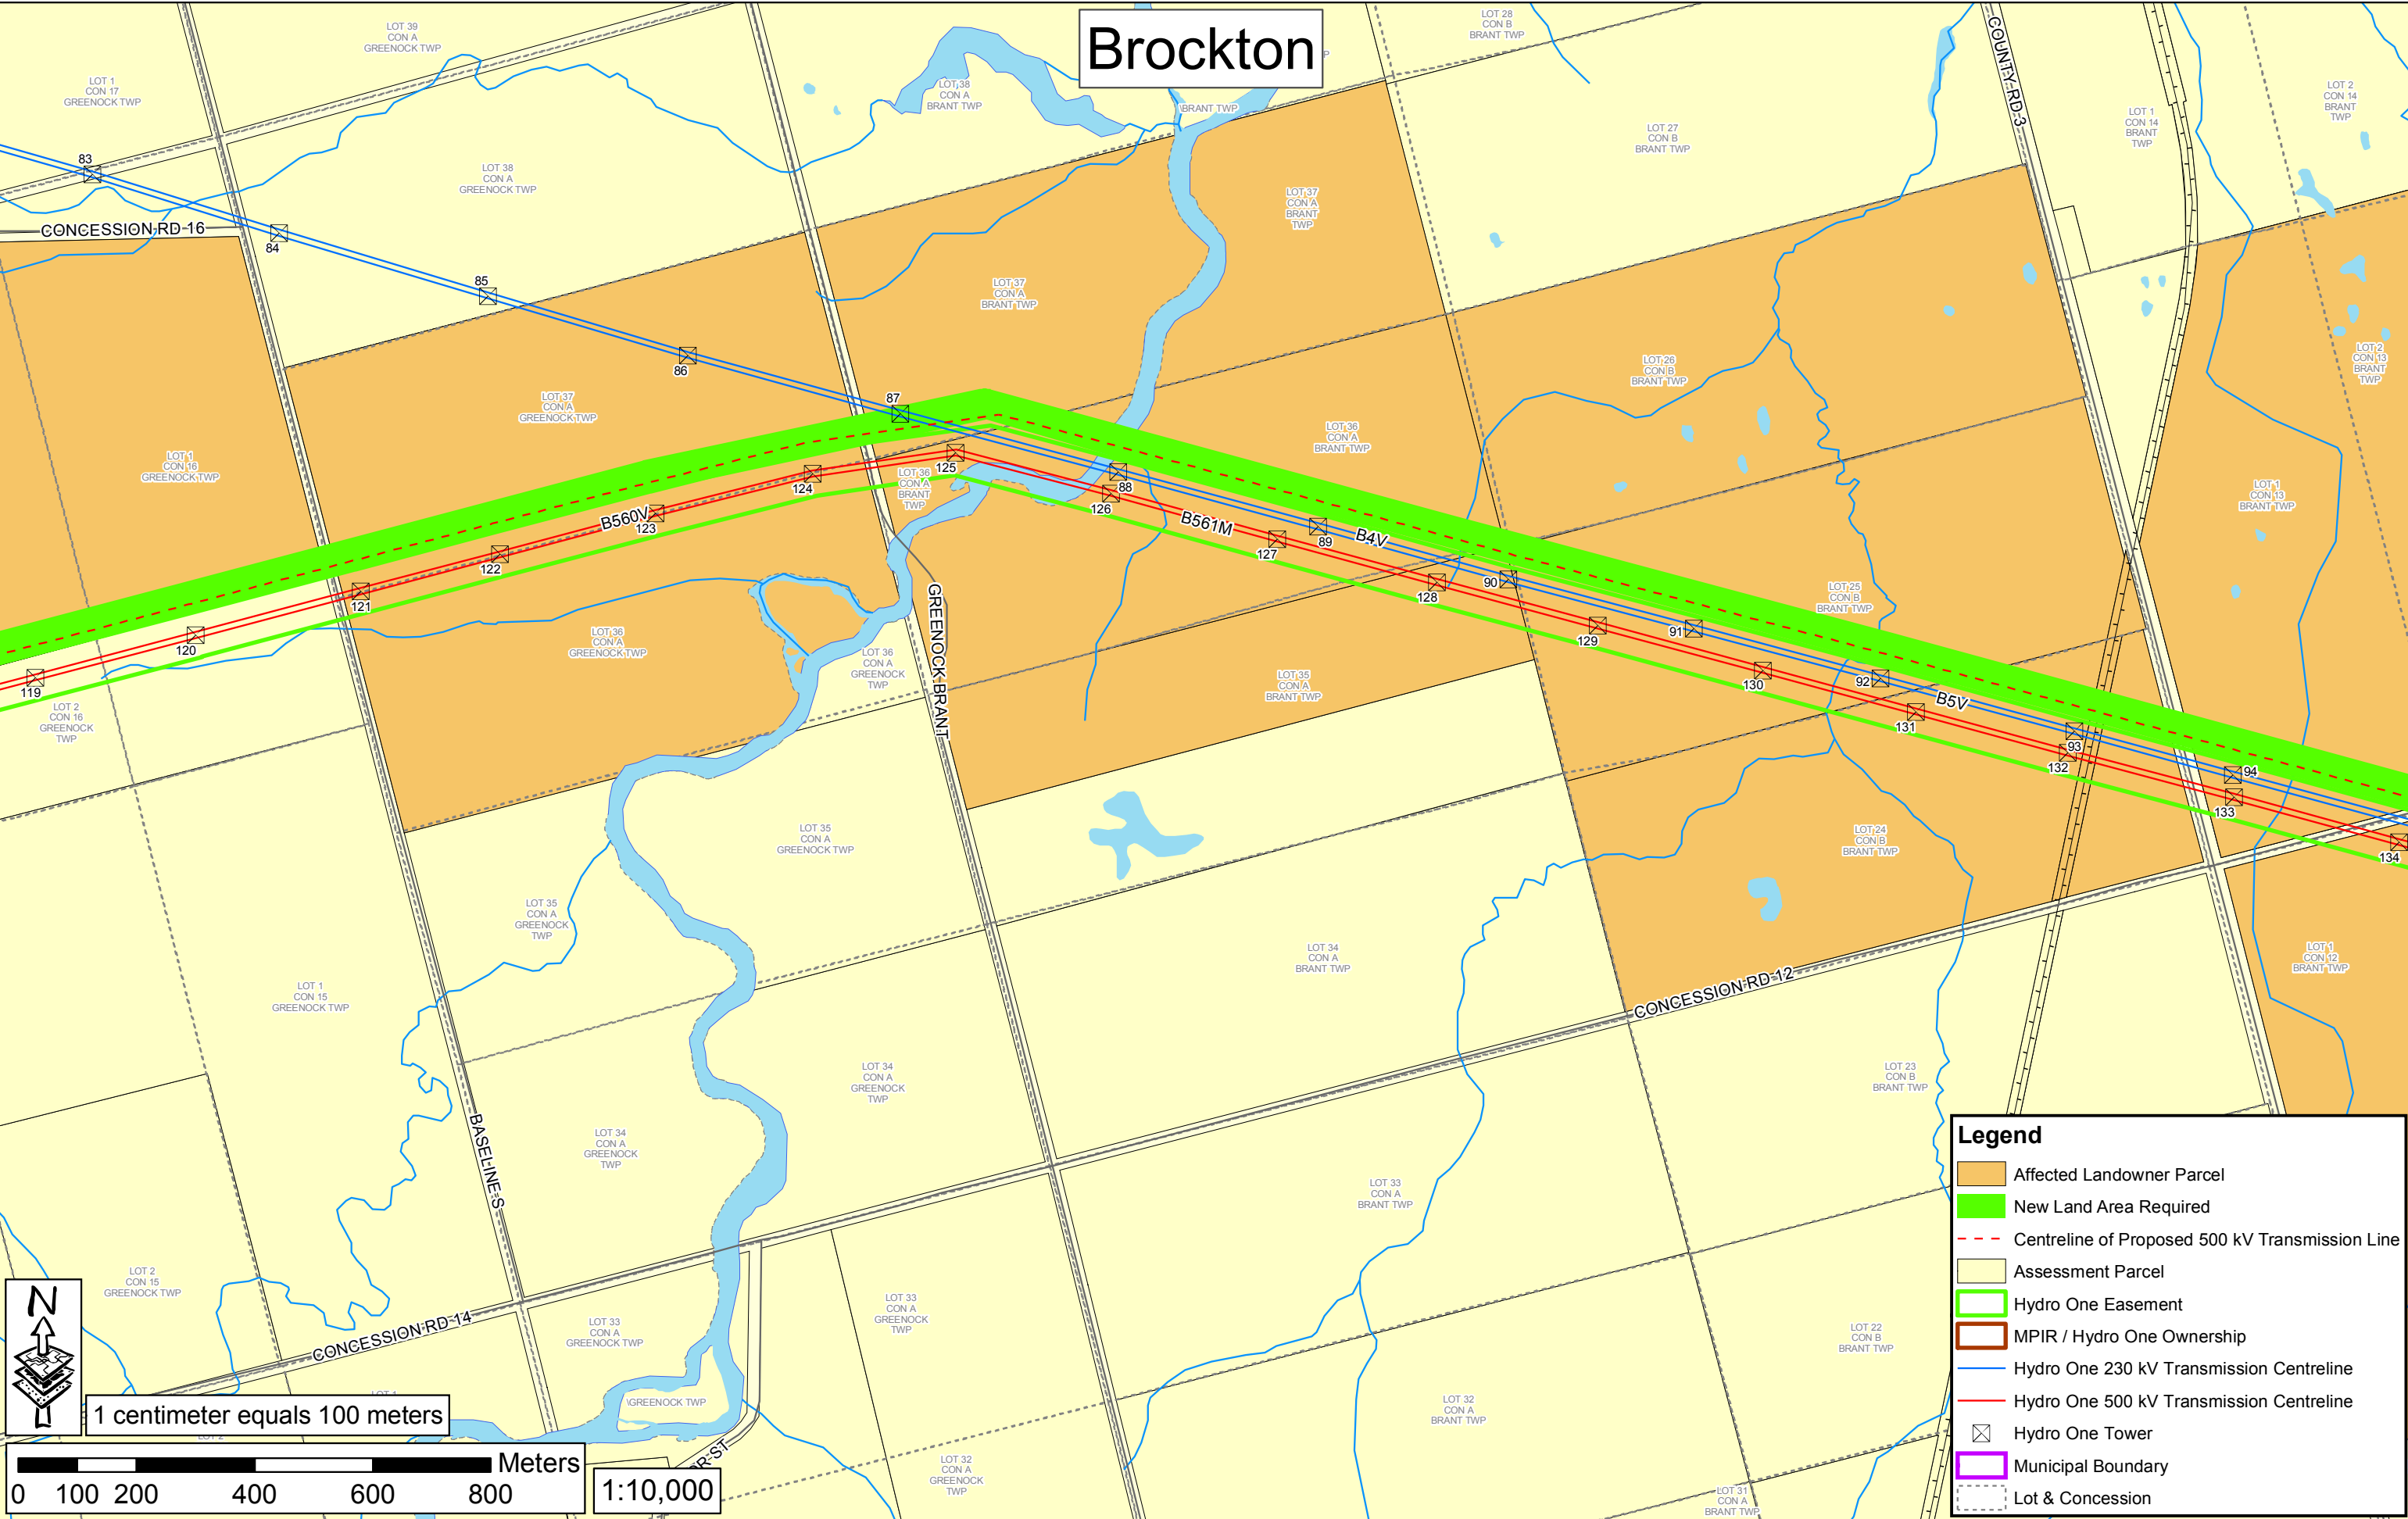 Brockton
LOT 39
CON A
GREENOCK TWP
LOT 1
CON 17
GREENOCK TWP
LOT 38
CON A
GREENOCK TWP
LOT 38
CON A
BRANT TWP
\BRANT TWP
P
LOT 28
CON B
BRANT TWP
LOT 27
CON B
BRANT TWP
COUNTY RD 3
LOT 1
CON 14
BRANT
TWP
LOT 2
CON 14
BRANT
TWP
83
84
85
86
87
CONCESSION RD 16
LOT 37
CON A
BRANT
TWP
LOT 37
CON A
BRANT TWP
LOT 37
CON A
GREENOCK TWP
LOT 1
CON 16
GREENOCK TWP
LOT 36
CON A
BRANT TWP
LOT 26
CON B
BRANT TWP
LOT 2
CON 13
BRANT
TWP
LOT 1
CON 13
BRANT TWP
LOT 36
CON A
BRANT
TWP
119
120
121
122
123
124
125
126
127
128
129
130
131
132
133
134
88
89
90
91
92
93
94
B560V
B561M
B4V
B5V
LOT 25
CON B
BRANT TWP
LOT 36
CON A
GREENOCK TWP
LOT 36
CON A
GREENOCK
TWP
GREENOCK-BRANT
LOT 35
CON A
BRANT TWP
LOT 2
CON 16
GREENOCK
TWP
LOT 35
CON A
GREENOCK TWP
LOT 24
CON B
BRANT TWP
LOT 35
CON A
GREENOCK
TWP
LOT 34
CON A
BRANT TWP
LOT 1
CON 12
BRANT TWP
CONCESSION RD 12
LOT 1
CON 15
GREENOCK TWP
LOT 34
CON A
GREENOCK
TWP
LOT 34
CON A
GREENOCK
TWP
LOT 23
CON B
BRANT TWP
BASELINE S
LOT 33
CON A
BRANT TWP
LOT 2
CON 15
GREENOCK TWP
CONCESSION RD 14
LOT 33
CON A
GREENOCK TWP
LOT 33
CON A
GREENOCK
TWP
LOT 22
CON B
BRANT TWP
\GREENOCK TWP
LOT 32
CON A
BRANT TWP
LOT 32
CON A
GREENOCK
TWP
LOT 31
CON A
BRANT TWP
LOT 1
LOT 2
OR-ST
N
1 centimeter equals 100 meters
Meters
0 100 200 400 600 800
1:10,000
Legend
Affected Landowner Parcel
New Land Area Required
Centreline of Proposed 500 kV Transmission Line
Assessment Parcel
Hydro One Easement
MPIR / Hydro One Ownership
Hydro One 230 kV Transmission Centreline
Hydro One 500 kV Transmission Centreline
Hydro One Tower
Municipal Boundary
Lot & Concession